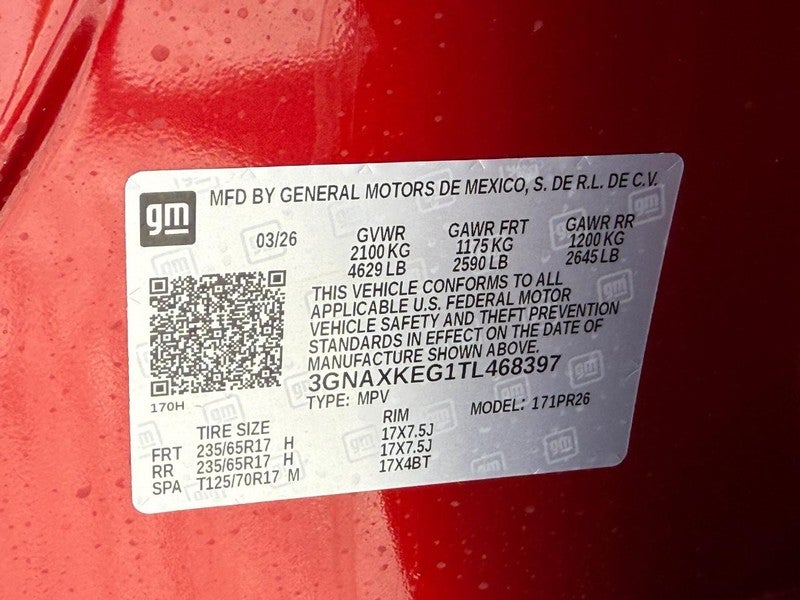 gm MFD BY GENERAL MOTORS DE MEXICO, S. DE R.L. DE C.V.
03/26 GVWR GAWR FRT GAWR RR
2100 KG 1175 KG 1200 KG
4629 LB 2590 LB 2645 LB
THIS VEHICLE CONFORMS TO ALL
APPLICABLE U.S. FEDERAL MOTOR
VEHICLE SAFETY AND THEFT PREVENTION
STANDARDS IN EFFECT ON THE DATE OF
MANUFACTURE SHOWN ABOVE.
3GNAXKEG1TL468397
170H TYPE: MPV MODEL: 171PR26
TIRE SIZE RIM
FRT 235/65R17 H 17X7.5J
RR 235/65R17 H 17X7.5J
SPA T125/70R17 M 17X4BT